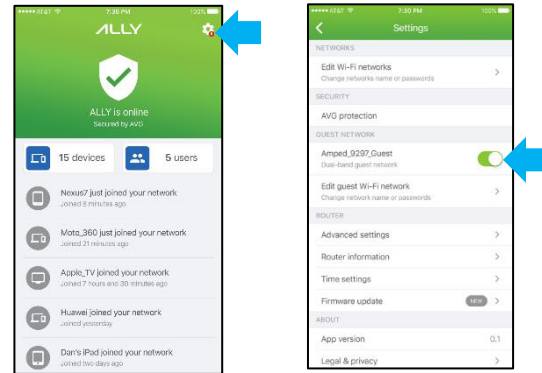 AT&T 7:30 PM 100%
ALLY
ALLY is online
Secured by AVG
15 devices
5 users
Nexus7 just joined your network
Joined 8 minutes ago
Moto_360 just joined your network
Joined 21 minutes ago
Apple_TV joined your network
Joined 7 hours and 30 minutes ago
Huawei joined your network
Joined yesterday
Dan's iPad joined your network
Joined two days ago
AT&T 7:30 PM 100%
Settings
NETWORKS
Edit Wi-Fi networks
Change networks name or passwords
SECURITY
AVG protection
GUEST NETWORK
Amped_9297_Guest
Dual-band guest network
Edit guest Wi-Fi network
Change network name or passwords
ROUTER
Advanced settings
Router information
Time settings
Firmware update NEW
ABOUT
App version 0.1
Legal & privacy